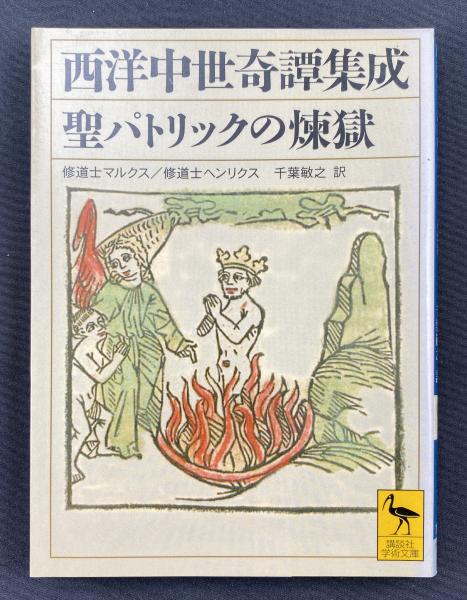 西洋中世奇譚集成
聖パトリックの煉獄
修道士マルクス/修道士ヘンリクス 千葉敏之 訳
講談社
学術文庫